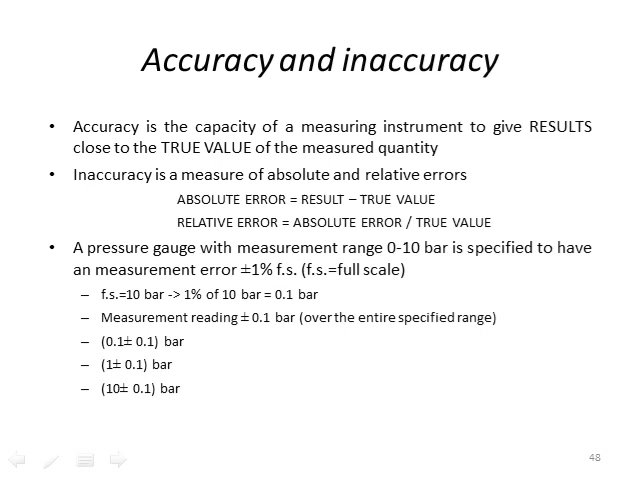 Accuracy and inaccuracy
• Accuracy is the capacity of a measuring instrument to give RESULTS
close to the TRUE VALUE of the measured quantity
• Inaccuracy is a measure of absolute and relative errors
ABSOLUTE ERROR = RESULT – TRUE VALUE
RELATIVE ERROR = ABSOLUTE ERROR / TRUE VALUE
• A pressure gauge with measurement range 0-10 bar is specified to have
an measurement error ±1% f.s. (f.s.=full scale)
– f.s.=10 bar -> 1% of 10 bar = 0.1 bar
– Measurement reading ± 0.1 bar (over the entire specified range)
– (0.1± 0.1) bar
– (1± 0.1) bar
– (10± 0.1) bar
48